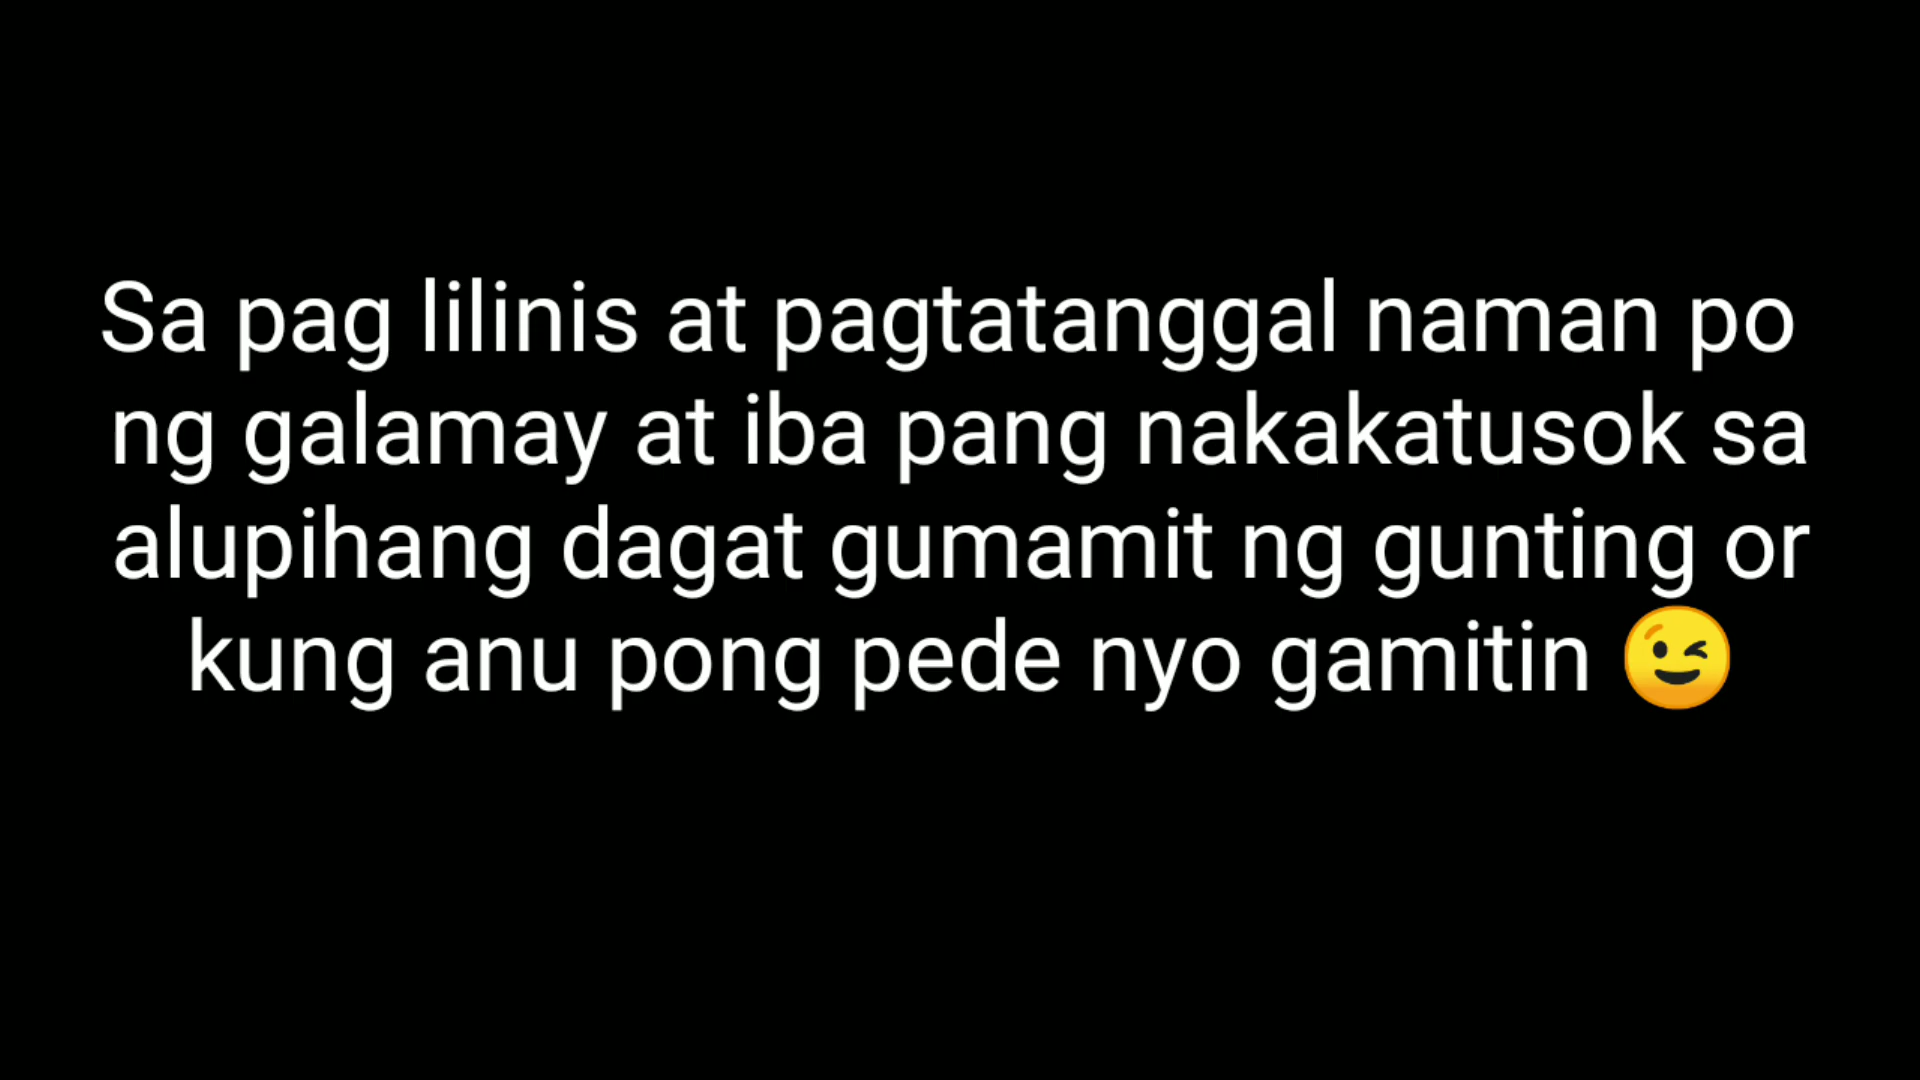 Sa pag lilinis at pagtatanggal naman po
ng galamay at iba pang nakakatusok sa
alupihang dagat gumamit ng gunting or
kung anu pong pede nyo gamitin 😉